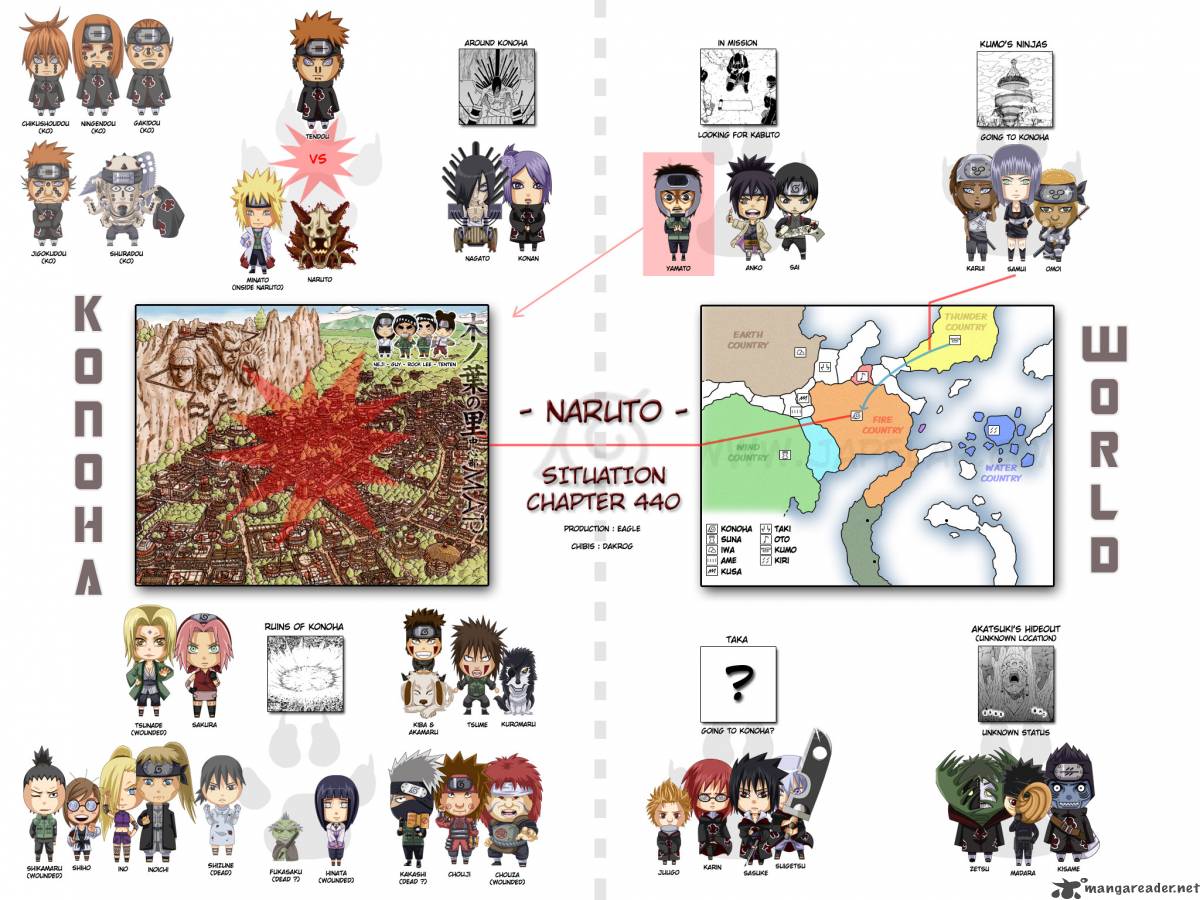 CHIKUSHOUDOU
(KO)
NINGENDOU
(KO)
GAKIDOU
(KO)
TENDOU
VS
JIGOKUDOU
(KO)
SHURADOU
(KO)
MINATO
(INSIDE NARUTO)
NARUTO
AROUND KONOHA
NAGATO
KONAN
IN MISSION
LOOKING FOR KABUTO
YAMATO
ANKO
SAI
KUMO'S NINJAS
GOING TO KONOHA
KARUI
SAMUI
OMOI
KONOHA
NEJI - GUY - ROCK LEE - TENTEN
木ノ葉の里
MAP
- NARUTO -
SITUATION
CHAPTER 440
PRODUCTION : EAGLE
CHIBIS : DAKROG
EARTH
COUNTRY
THUNDER
COUNTRY
FIRE
COUNTRY
WIND
COUNTRY
WATER
COUNTRY
KONOHA
SUNA
IWA
AME
KUSA
TAKI
OTO
KUMO
KIRI
WORLD
TSUNADE
(WOUNDED)
SAKURA
RUINS OF KONOHA
KIBA &
AKAMARU
TSUME
KUROMARU
SHIKAMARU
(WOUNDED)
SHIHO
INO
INOICHI
SHIZUNE
(DEAD)
FUKASAKU
(DEAD ?)
HINATA
(WOUNDED)
KAKASHI
(DEAD ?)
CHOUJI
CHOUZA
(WOUNDED)
TAKA
?
GOING TO KONOHA?
JUUGO
KARIN
SASUKE
SUIGETSU
AKATSUKI'S HIDEOUT
(UNKNOWN LOCATION)
UNKNOWN STATUS
ZETSU
MADARA
KISAME
mangareader.net